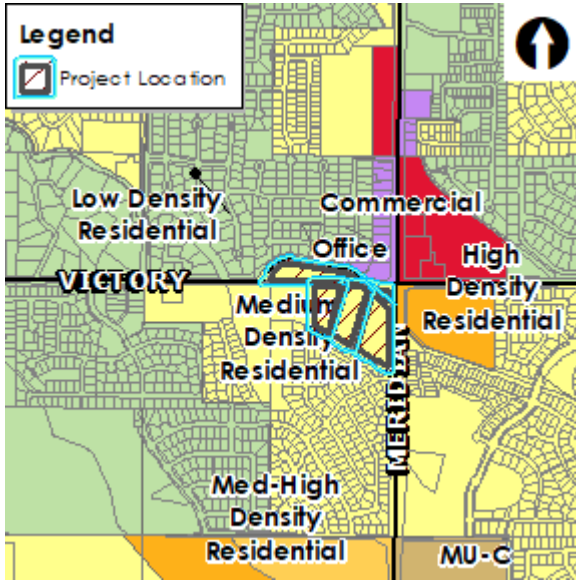 Legend
Project Location
Low Density
Residential
Commercial
Office
High
Density
Residential
VICTORY
Medium
Density
Residential
MERIDIAN
Med-High
Density
Residential
MU-C